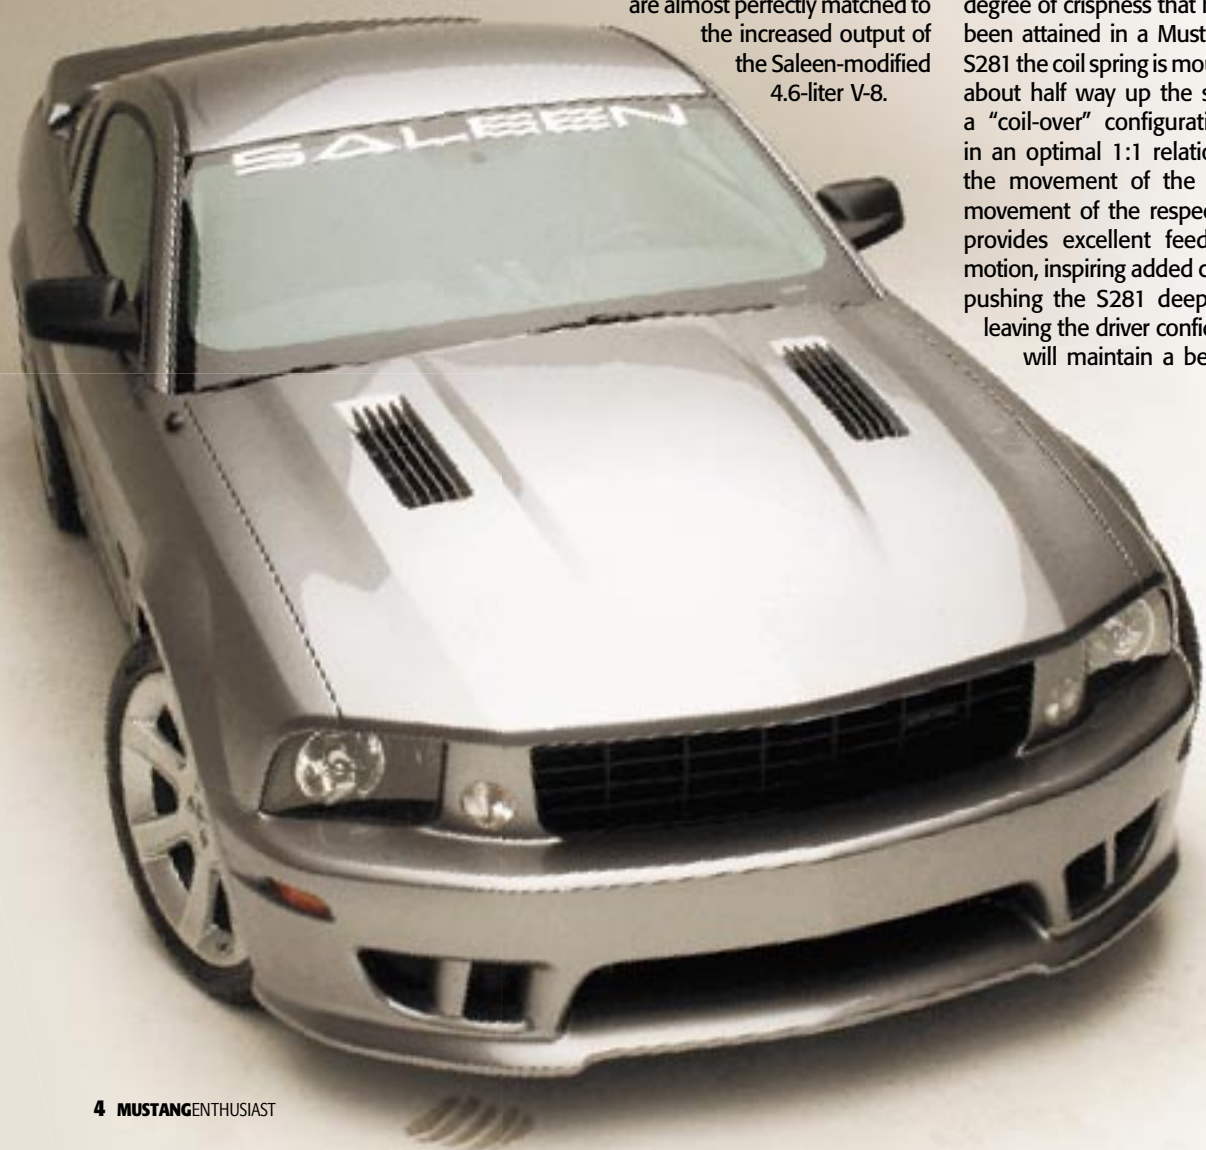 are almost perfectly matched to
the increased output of
the Saleen-modified
4.6-liter V-8.
degree of crispness that
been attained in a Must
S281 the coil spring is mou
about half way up the s
a “coil-over” configurati
in an optimal 1:1 relatio
the movement of the
movement of the respec
provides excellent feed
motion, inspiring added
pushing the S281 deep
leaving the driver confi
will maintain a be
SALEEN
4 MUSTANGENTHUSIAST